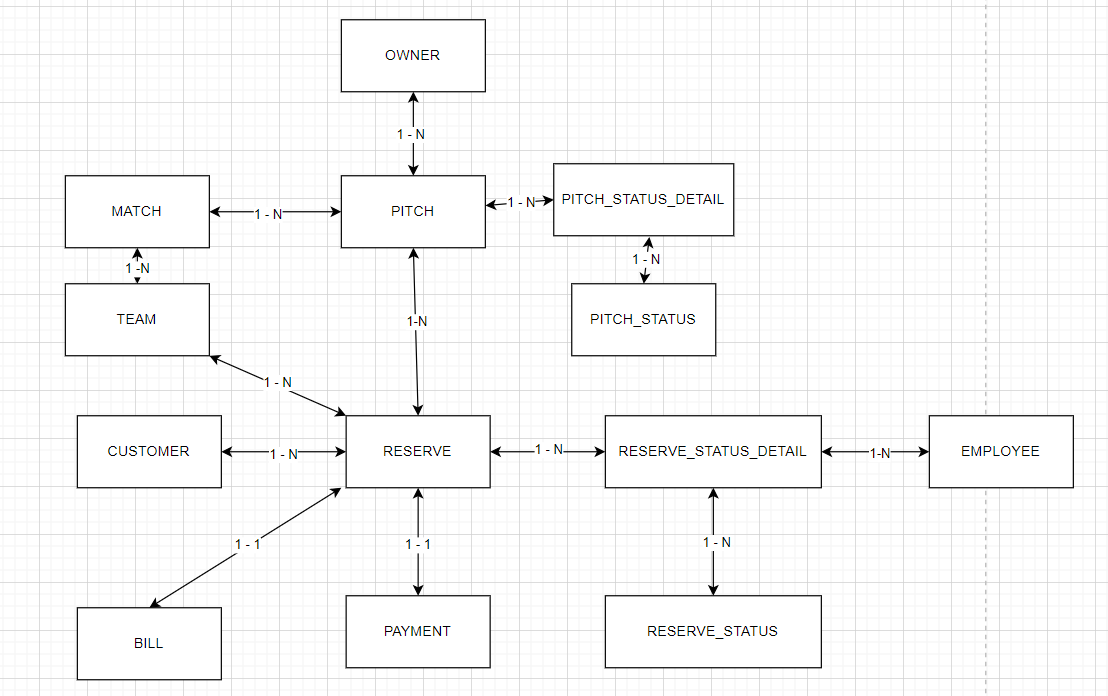 OWNER
1 - N
MATCH
1 - N
PITCH
1 - N
PITCH_STATUS_DETAIL
1 -N
1 - N
TEAM
1-N
PITCH_STATUS
1 - N
CUSTOMER
1 - N
RESERVE
1 - N
RESERVE_STATUS_DETAIL
1-N
EMPLOYEE
1 - 1
1 - 1
1 - N
BILL
PAYMENT
RESERVE_STATUS